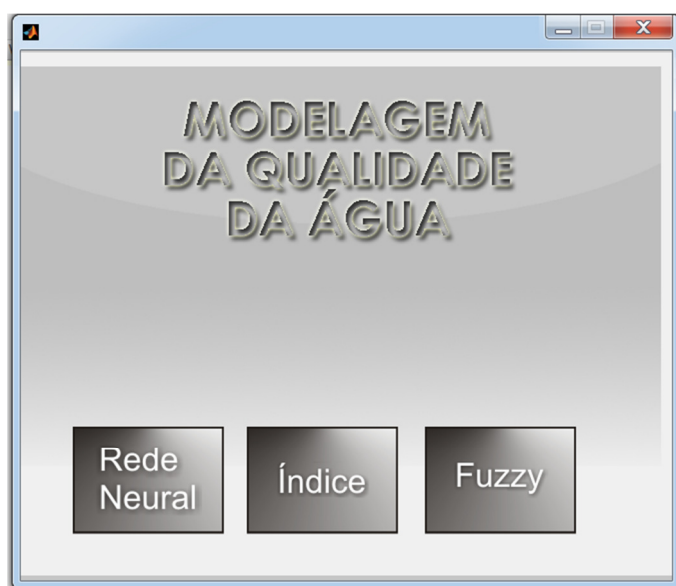 MODELAGEM
DA QUALIDADE
DA ÁGUA
Rede
Neural
Índice
Fuzzy